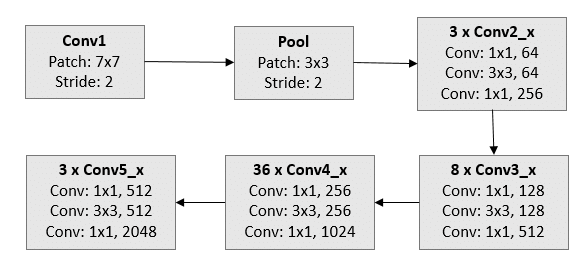 Conv1
Patch: 7x7
Stride: 2
Pool
Patch: 3x3
Stride: 2
3 x Conv2_x
Conv: 1x1, 64
Conv: 3x3, 64
Conv: 1x1, 256
8 x Conv3_x
Conv: 1x1, 128
Conv: 3x3, 128
Conv: 1x1, 512
36 x Conv4_x
Conv: 1x1, 256
Conv: 3x3, 256
Conv: 1x1, 1024
3 x Conv5_x
Conv: 1x1, 512
Conv: 3x3, 512
Conv: 1x1, 2048